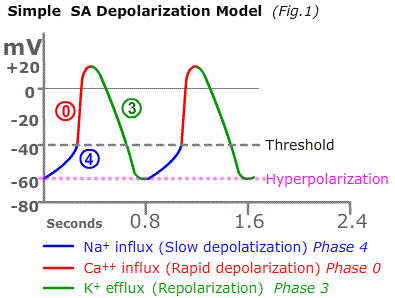 Simple SA Depolarization Model (Fig.1)
mV
+20
0
-20
-40
-60
-80
0
3
4
Threshold
Hyperpolarization
Seconds 0.8 1.6 2.4
Na+ influx (Slow depolatization) Phase 4
Ca++ influx (Rapid depolarization) Phase 0
K+ efflux (Repolarization) Phase 3